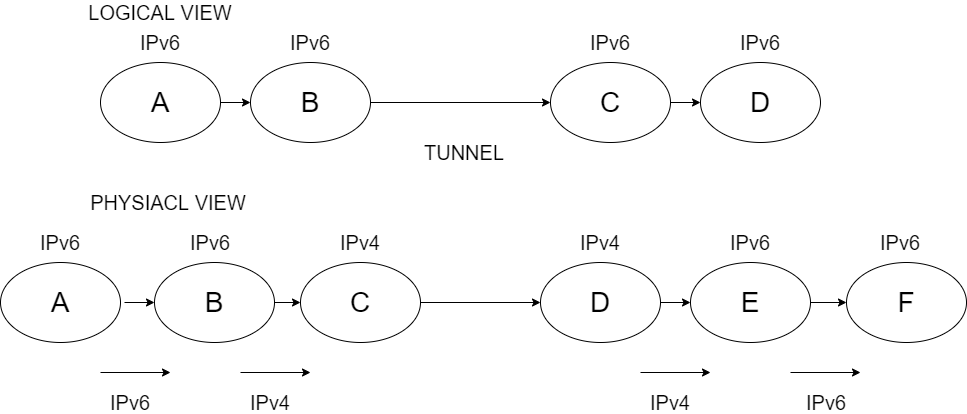 LOGICAL VIEW
IPv6 IPv6 IPv6 IPv6
A B C D
TUNNEL
PHYSIACL VIEW
IPv6 IPv6 IPv4 IPv4 IPv6 IPv6
A B C D E F
IPv6 IPv4 IPv4 IPv6